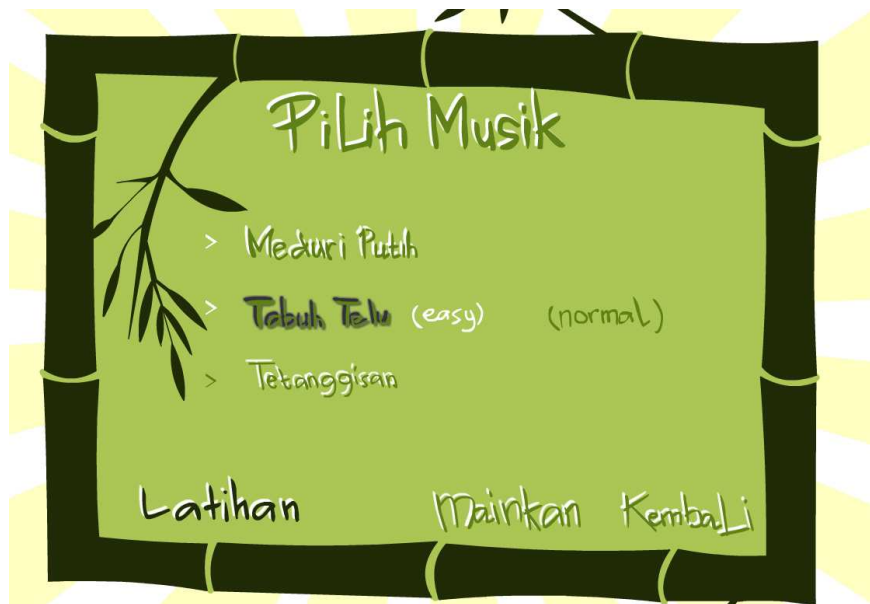 PiLih Musik
> Meduri Putih
> Tabuh Telu (easy) (normaL)
> Tetanggisan
Latihan Mainkan KembaLi